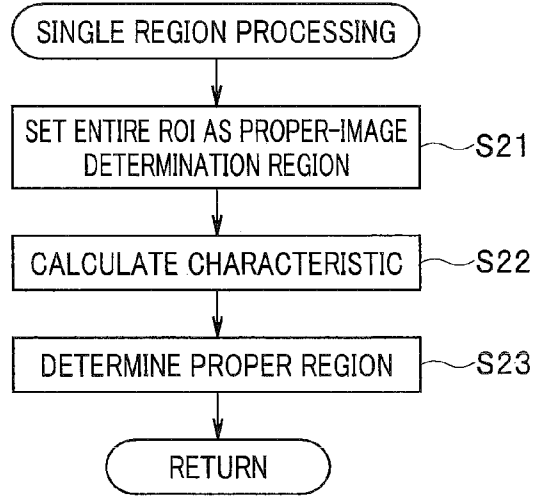 SINGLE REGION PROCESSING
SET ENTIRE ROI AS PROPER-IMAGE
DETERMINATION REGION
S21
CALCULATE CHARACTERISTIC
S22
DETERMINE PROPER REGION
S23
RETURN